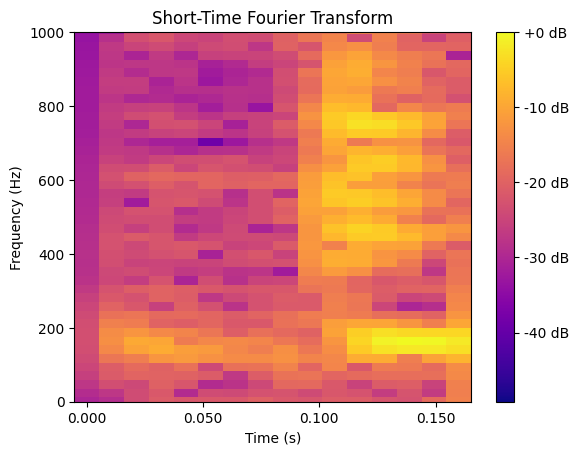 Short-Time Fourier Transform
1000
800
600
400
200
0
Frequency (Hz)
0.000
0.050
0.100
0.150
Time (s)
+0 dB
-10 dB
-20 dB
-30 dB
-40 dB